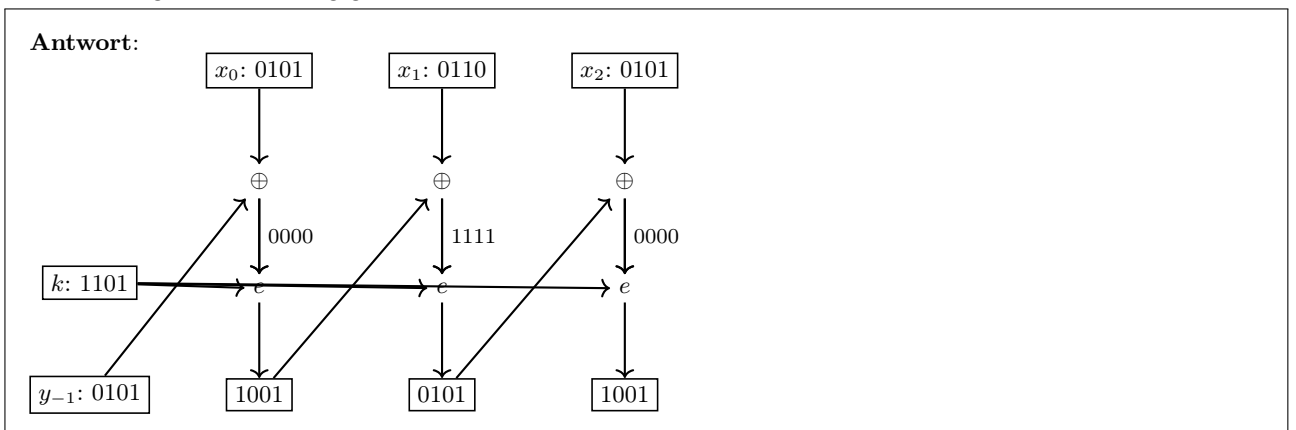 Antwort:
x₀: 0101 x₁: 0110 x₂: 0101
⊕ ⊕ ⊕
0000 1111 0000
k: 1101 e e e
y₋₁: 0101 1001 0101 1001